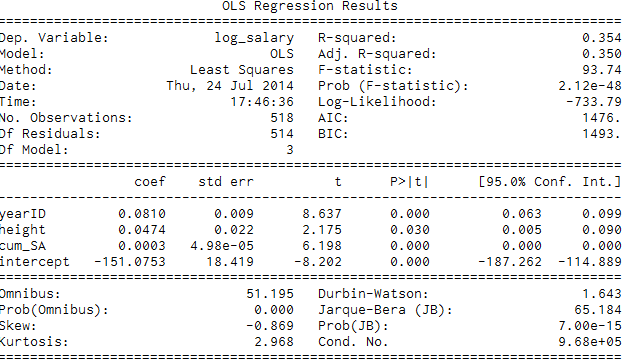 OLS Regression Results
==============================================================================
Dep. Variable: log_salary R-squared: 0.354
Model: OLS Adj. R-squared: 0.350
Method: Least Squares F-statistic: 93.74
Date: Thu, 24 Jul 2014 Prob (F-statistic): 2.12e-48
Time: 17:46:36 Log-Likelihood: -733.79
No. Observations: 518 AIC: 1476.
Df Residuals: 514 BIC: 1493.
Df Model: 3
==============================================================================
coef std err t P>|t| [95.0% Conf. Int.]
------------------------------------------------------------------------------
yearID 0.0810 0.009 8.637 0.000 0.063 0.099
height 0.0474 0.022 2.175 0.030 0.005 0.090
cum_SA 0.0003 4.98e-05 6.198 0.000 0.000 0.000
intercept -151.0753 18.419 -8.202 0.000 -187.262 -114.889
==============================================================================
Omnibus: 51.195 Durbin-Watson: 1.643
Prob(Omnibus): 0.000 Jarque-Bera (JB): 65.184
Skew: -0.869 Prob(JB): 7.00e-15
Kurtosis: 2.968 Cond. No. 9.68e+05
==============================================================================